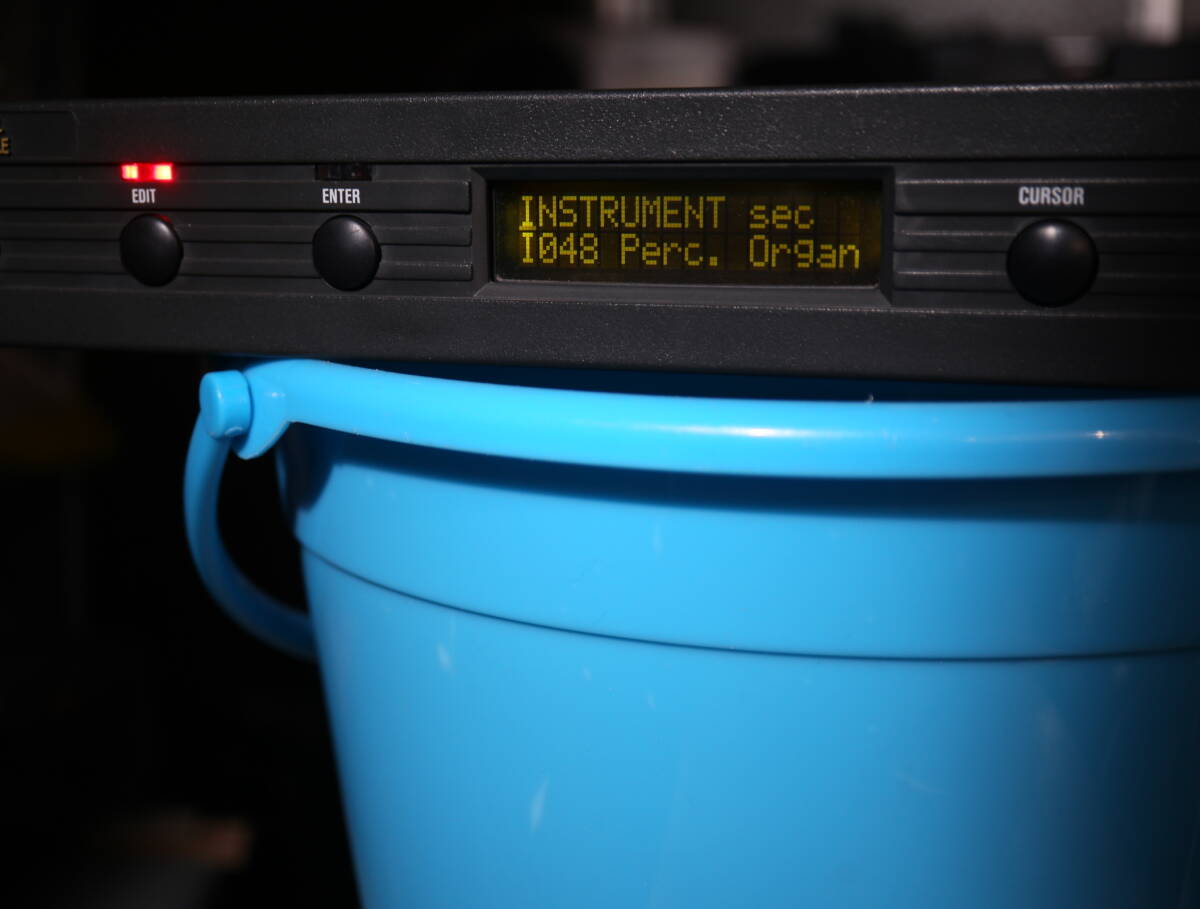 EDIT
ENTER
INSTRUMENT sec
I048 Perc. Organ
CURSOR